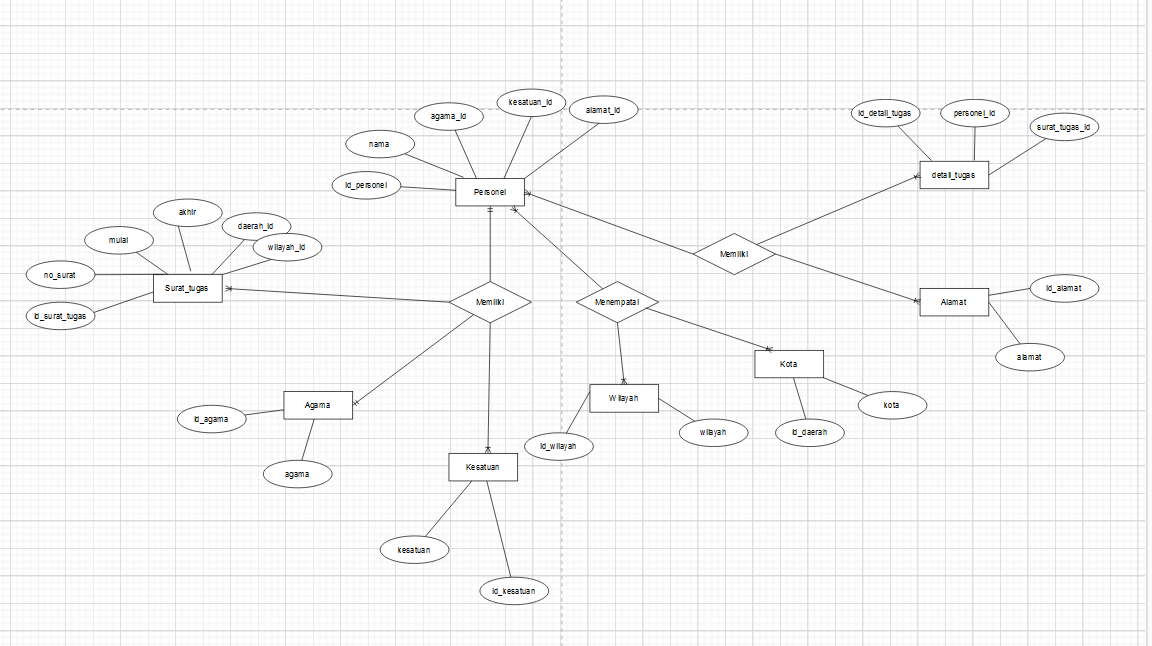 kesatuan_id
alamat_id
agama_id
id_detail_tugas
personel_id
surat_tugas_id
nama
detail_tugas
id_personel
Personel
akhir
daerah_id
mulai
wilayah_id
Memiliki
no_surat
Surat_tugas
id_surat_tugas
Memiliki
Menempatai
Alamat
id_alamat
alamat
Kota
Wilayah
kota
Agama
id_agama
wilayah
id_daerah
id_wilayah
Kesatuan
agama
kesatuan
id_kesatuan